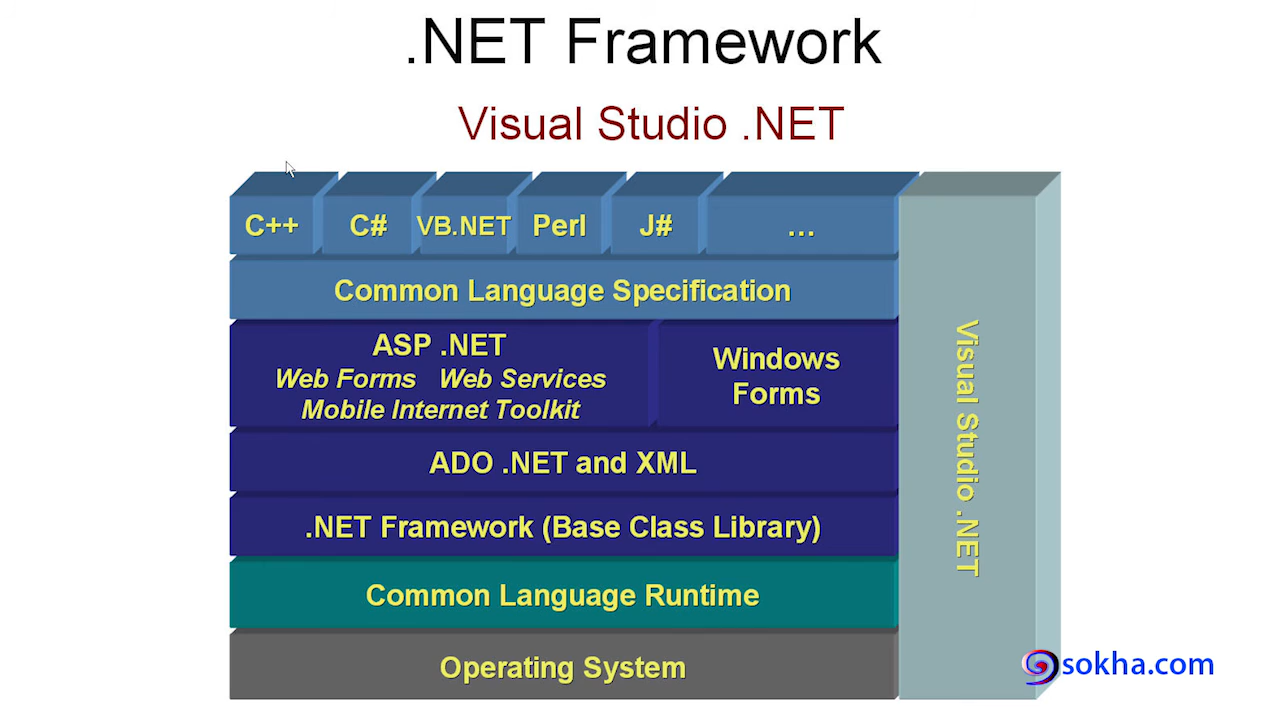 .NET Framework
Visual Studio .NET
C++ C# VB.NET Perl J# ...
Common Language Specification
ASP .NET
Web Forms Web Services
Mobile Internet Toolkit
Windows
Forms
ADO .NET and XML
.NET Framework (Base Class Library)
Common Language Runtime
Operating System
Visual Studio .NET
sokha.com